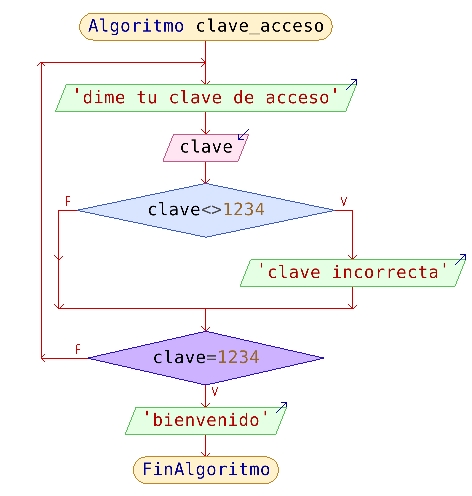 Algoritmo clave_acceso
'dime tu clave de acceso'
clave
F
V
clave<>1234
'clave incorrecta'
F
clave=1234
V
'bienvenido'
FinAlgoritmo